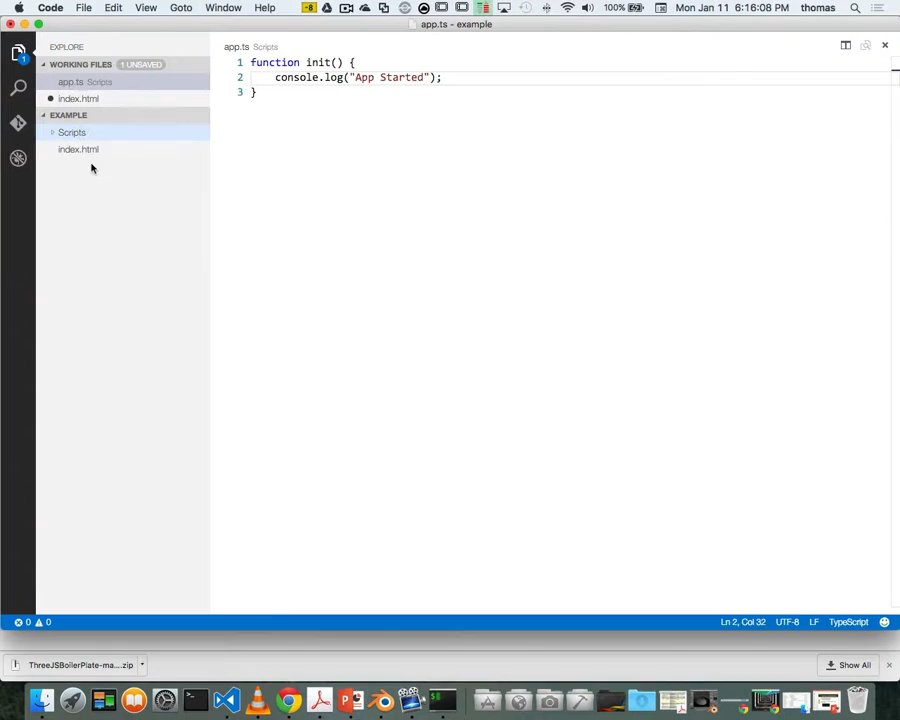 Code File Edit View Goto Window Help -8 100% Mon Jan 11 6:16:08 PM thomas
app.ts - example
EXPLORE
WORKING FILES 1 UNSAVED
app.ts Scripts
index.html
EXAMPLE
Scripts
index.html
1
app.ts Scripts
1 function init() {
2 console.log("App Started");
3 }
0 0 Ln 2, Col 32 UTF-8 LF TypeScript
ThreeJSBoilerPlate-ma....zip Show All